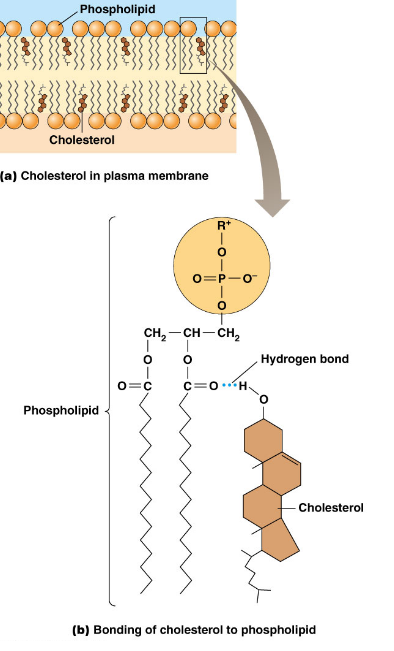 Phospholipid
Cholesterol
(a) Cholesterol in plasma membrane
R+
O
O=P—O−
O
CH2—CH—CH2
O O
Hydrogen bond
O=C C=O•••H
O
Phospholipid
Cholesterol
(b) Bonding of cholesterol to phospholipid